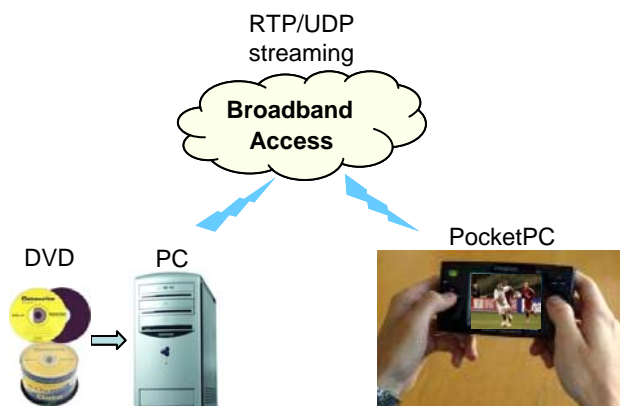 RTP/UDP
streaming
Broadband
Access
PocketPC
DVD
PC